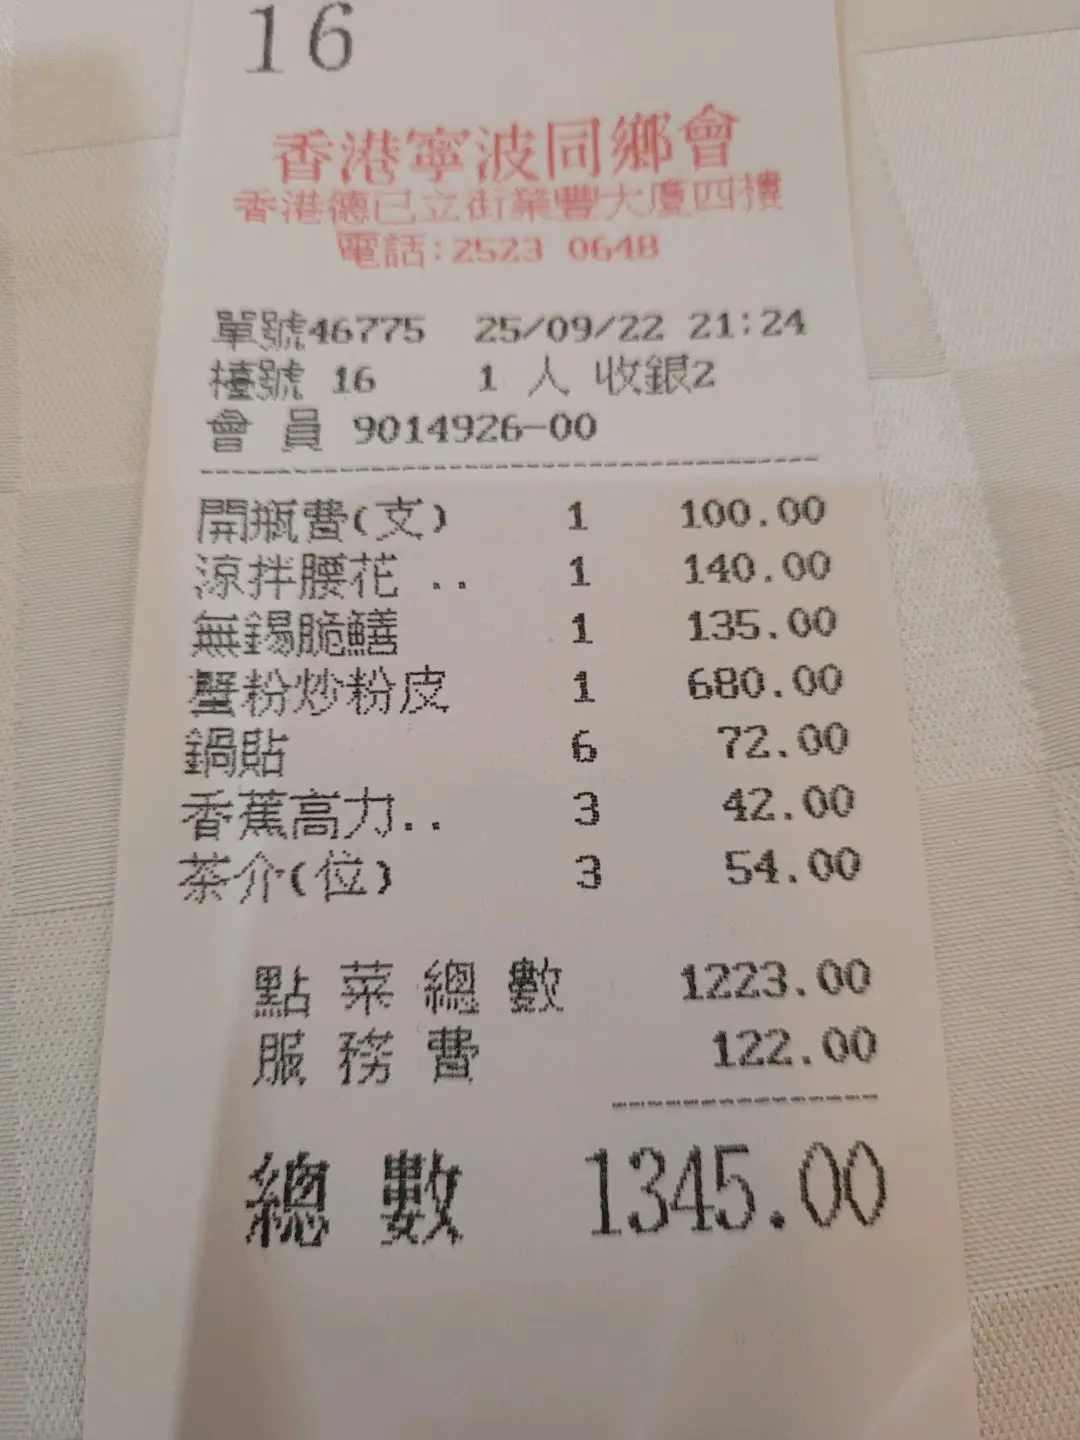 16
香港寧波同鄉會
香港德己立街業豐大廈四樓
電話:2523 0648
單號46775 25/09/22 21:24
檯號 16 1 人 收銀2
會 員 9014926-00
開瓶費(支) 1 100.00
涼拌腰花 .. 1 140.00
無錫脆鱔 1 135.00
蟹粉炒粉皮 1 680.00
鍋貼 6 72.00
香蕉高力.. 3 42.00
茶介(位) 3 54.00
點 菜 總 數 1223.00
服 務 費 122.00
總 數 1345.00